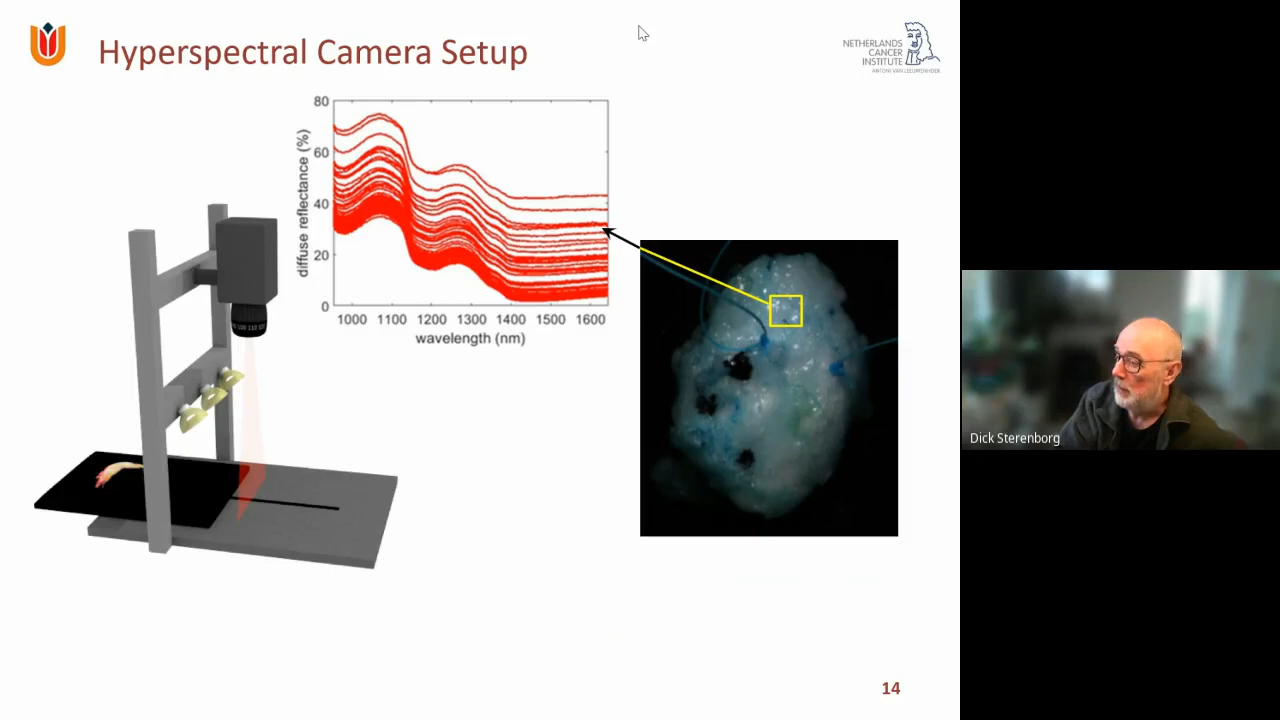 Hyperspectral Camera Setup
NETHERLANDS
CANCER
INSTITUTE
ANTONI VAN LEEUWENHOEK
80
60
40
20
0
diffuse reflectance (%)
1000 1100 1200 1300 1400 1500 1600
wavelength (nm)
Dick Sterenborg
14